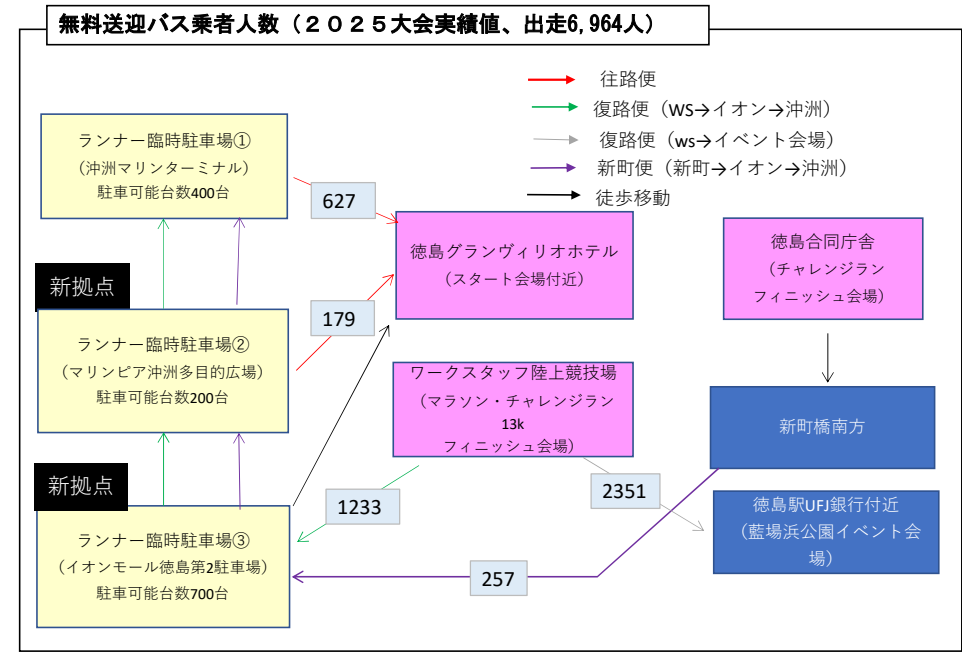 無料送迎バス乗者人数（２０２５大会実績値、出走6,964人）
往路便
復路便（WS→イオン→沖洲）
復路便（ws→イベント会場）
新町便（新町→イオン→沖洲）
徒歩移動
ランナー臨時駐車場①
（沖洲マリンターミナル）
駐車可能台数400台
627
徳島グランヴィリオホテル
（スタート会場付近）
徳島合同庁舎
（チャレンジラン
フィニッシュ会場）
新拠点
179
ランナー臨時駐車場②
（マリンピア沖洲多目的広場）
駐車可能台数200台
ワークスタッフ陸上競技場
（マラソン・チャレンジラン
13k
フィニッシュ会場）
新町橋南方
新拠点
1233
2351
ランナー臨時駐車場③
（イオンモール徳島第2駐車場）
駐車可能台数700台
徳島駅UFJ銀行付近
（藍場浜公園イベント会
場）
257